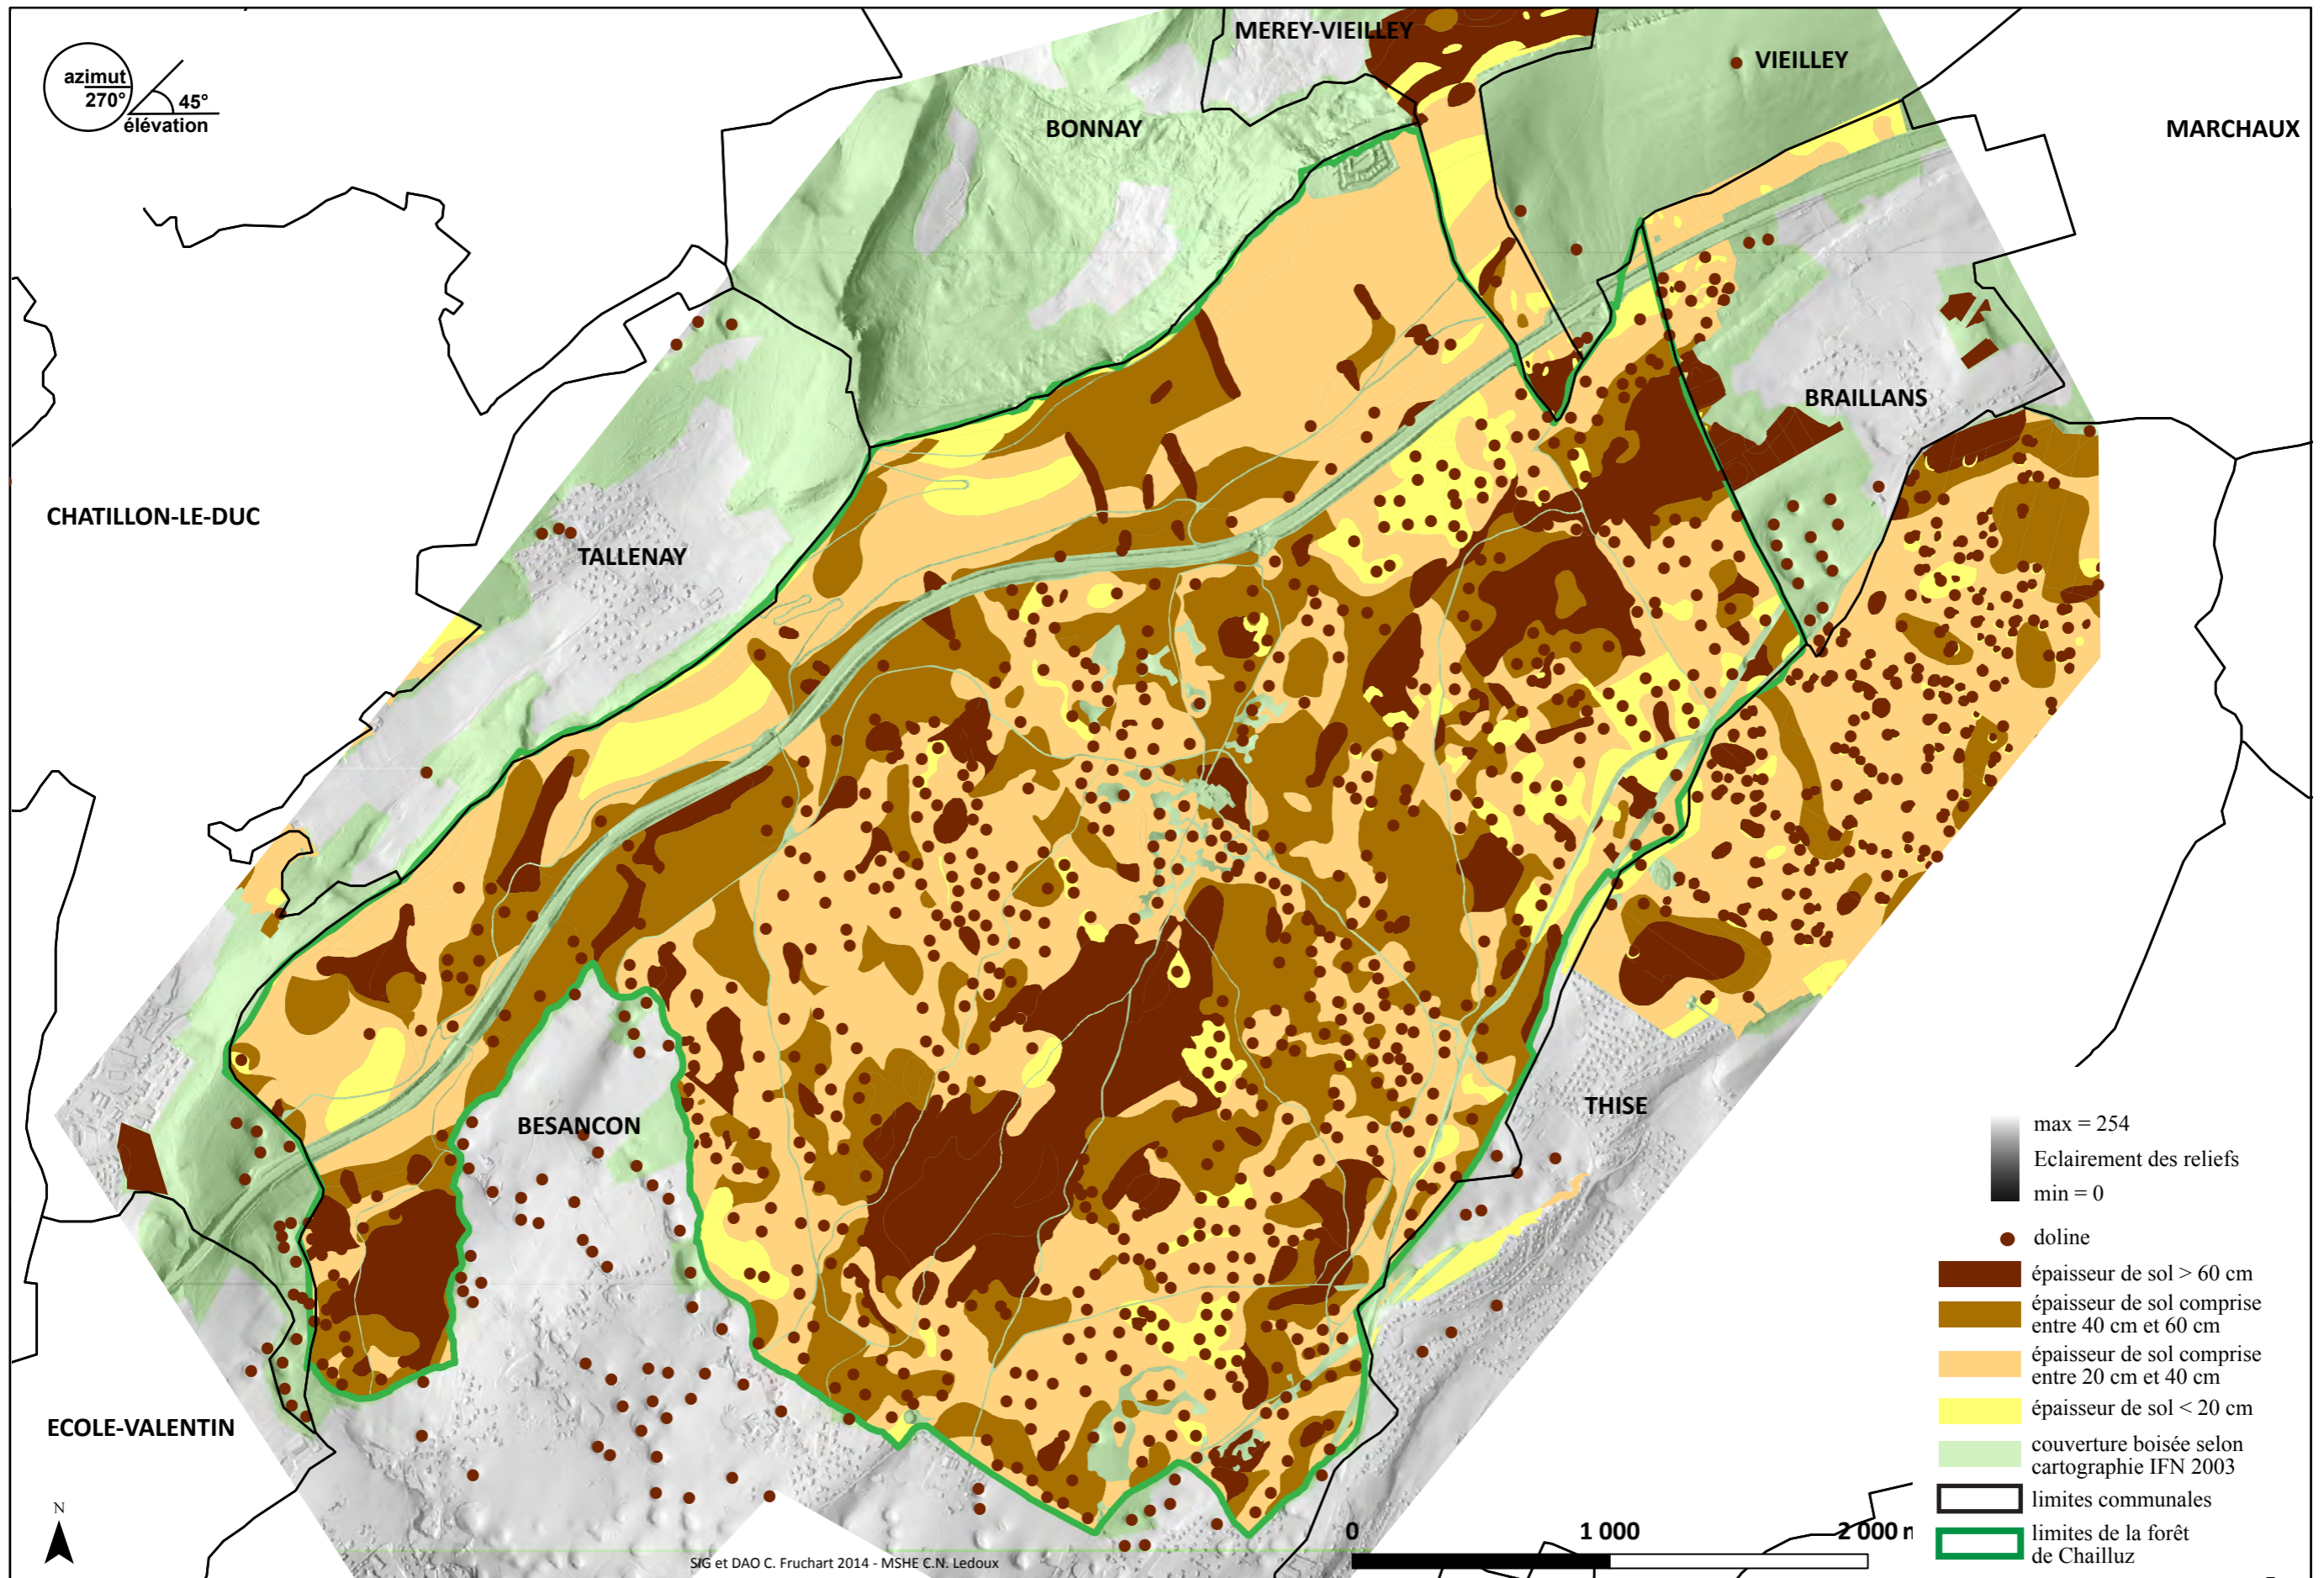 MEREY-VIEILLEY
VIEILLEY
azimut
270°
45°
élévation
BONNAY
MARCHAUX
BRAILLANS
CHATILLON-LE-DUC
TALLENAY
BESANCON
THISE
max = 254
Eclairement des reliefs
min = 0
doline
épaisseur de sol > 60 cm
épaisseur de sol comprise
entre 40 cm et 60 cm
épaisseur de sol comprise
entre 20 cm et 40 cm
épaisseur de sol < 20 cm
couverture boisée selon
cartographie IFN 2003
limites communales
limites de la forêt
de Chailluz
ECOLE-VALENTIN
N
0 1 000 2 000
SIG et DAO C. Fruchart 2014 - MSHE C.N. Ledoux